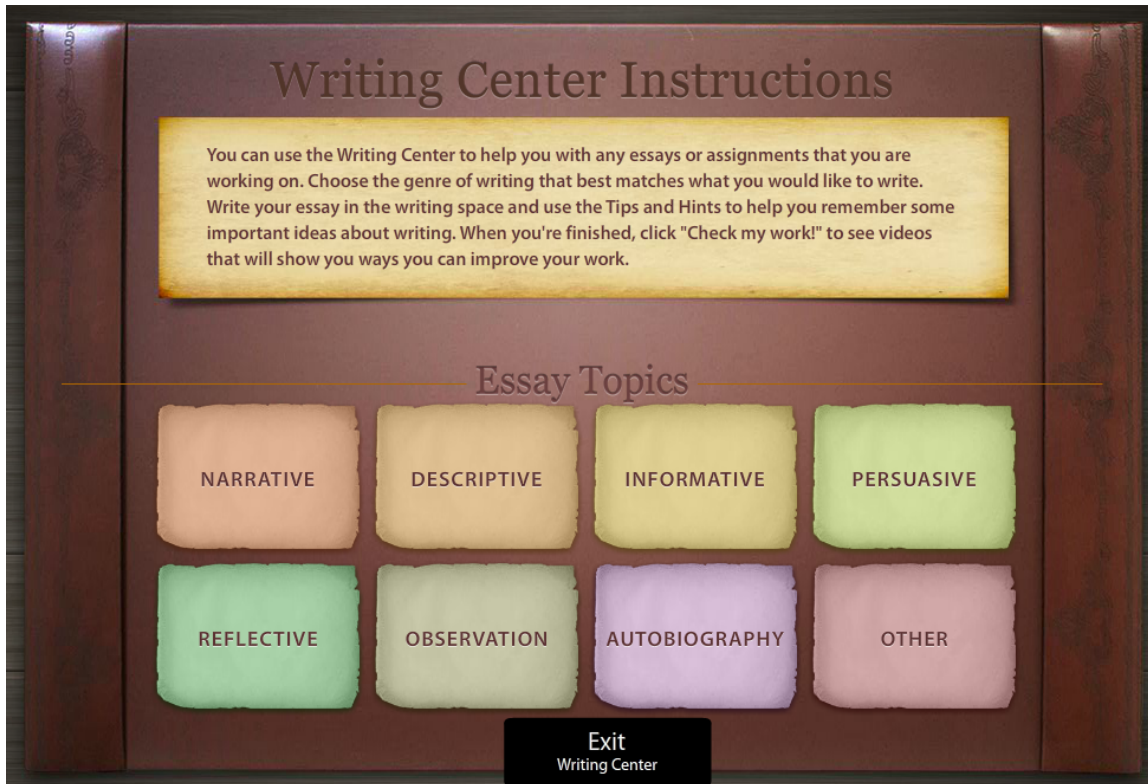 Writing Center Instructions
You can use the Writing Center to help you with any essays or assignments that you are
working on. Choose the genre of writing that best matches what you would like to write.
Write your essay in the writing space and use the Tips and Hints to help you remember some
important ideas about writing. When you're finished, click "Check my work!" to see videos
that will show you ways you can improve your work.
Essay Topics
NARRATIVE
DESCRIPTIVE
INFORMATIVE
PERSUASIVE
REFLECTIVE
OBSERVATION
AUTOBIOGRAPHY
OTHER
Exit
Writing Center